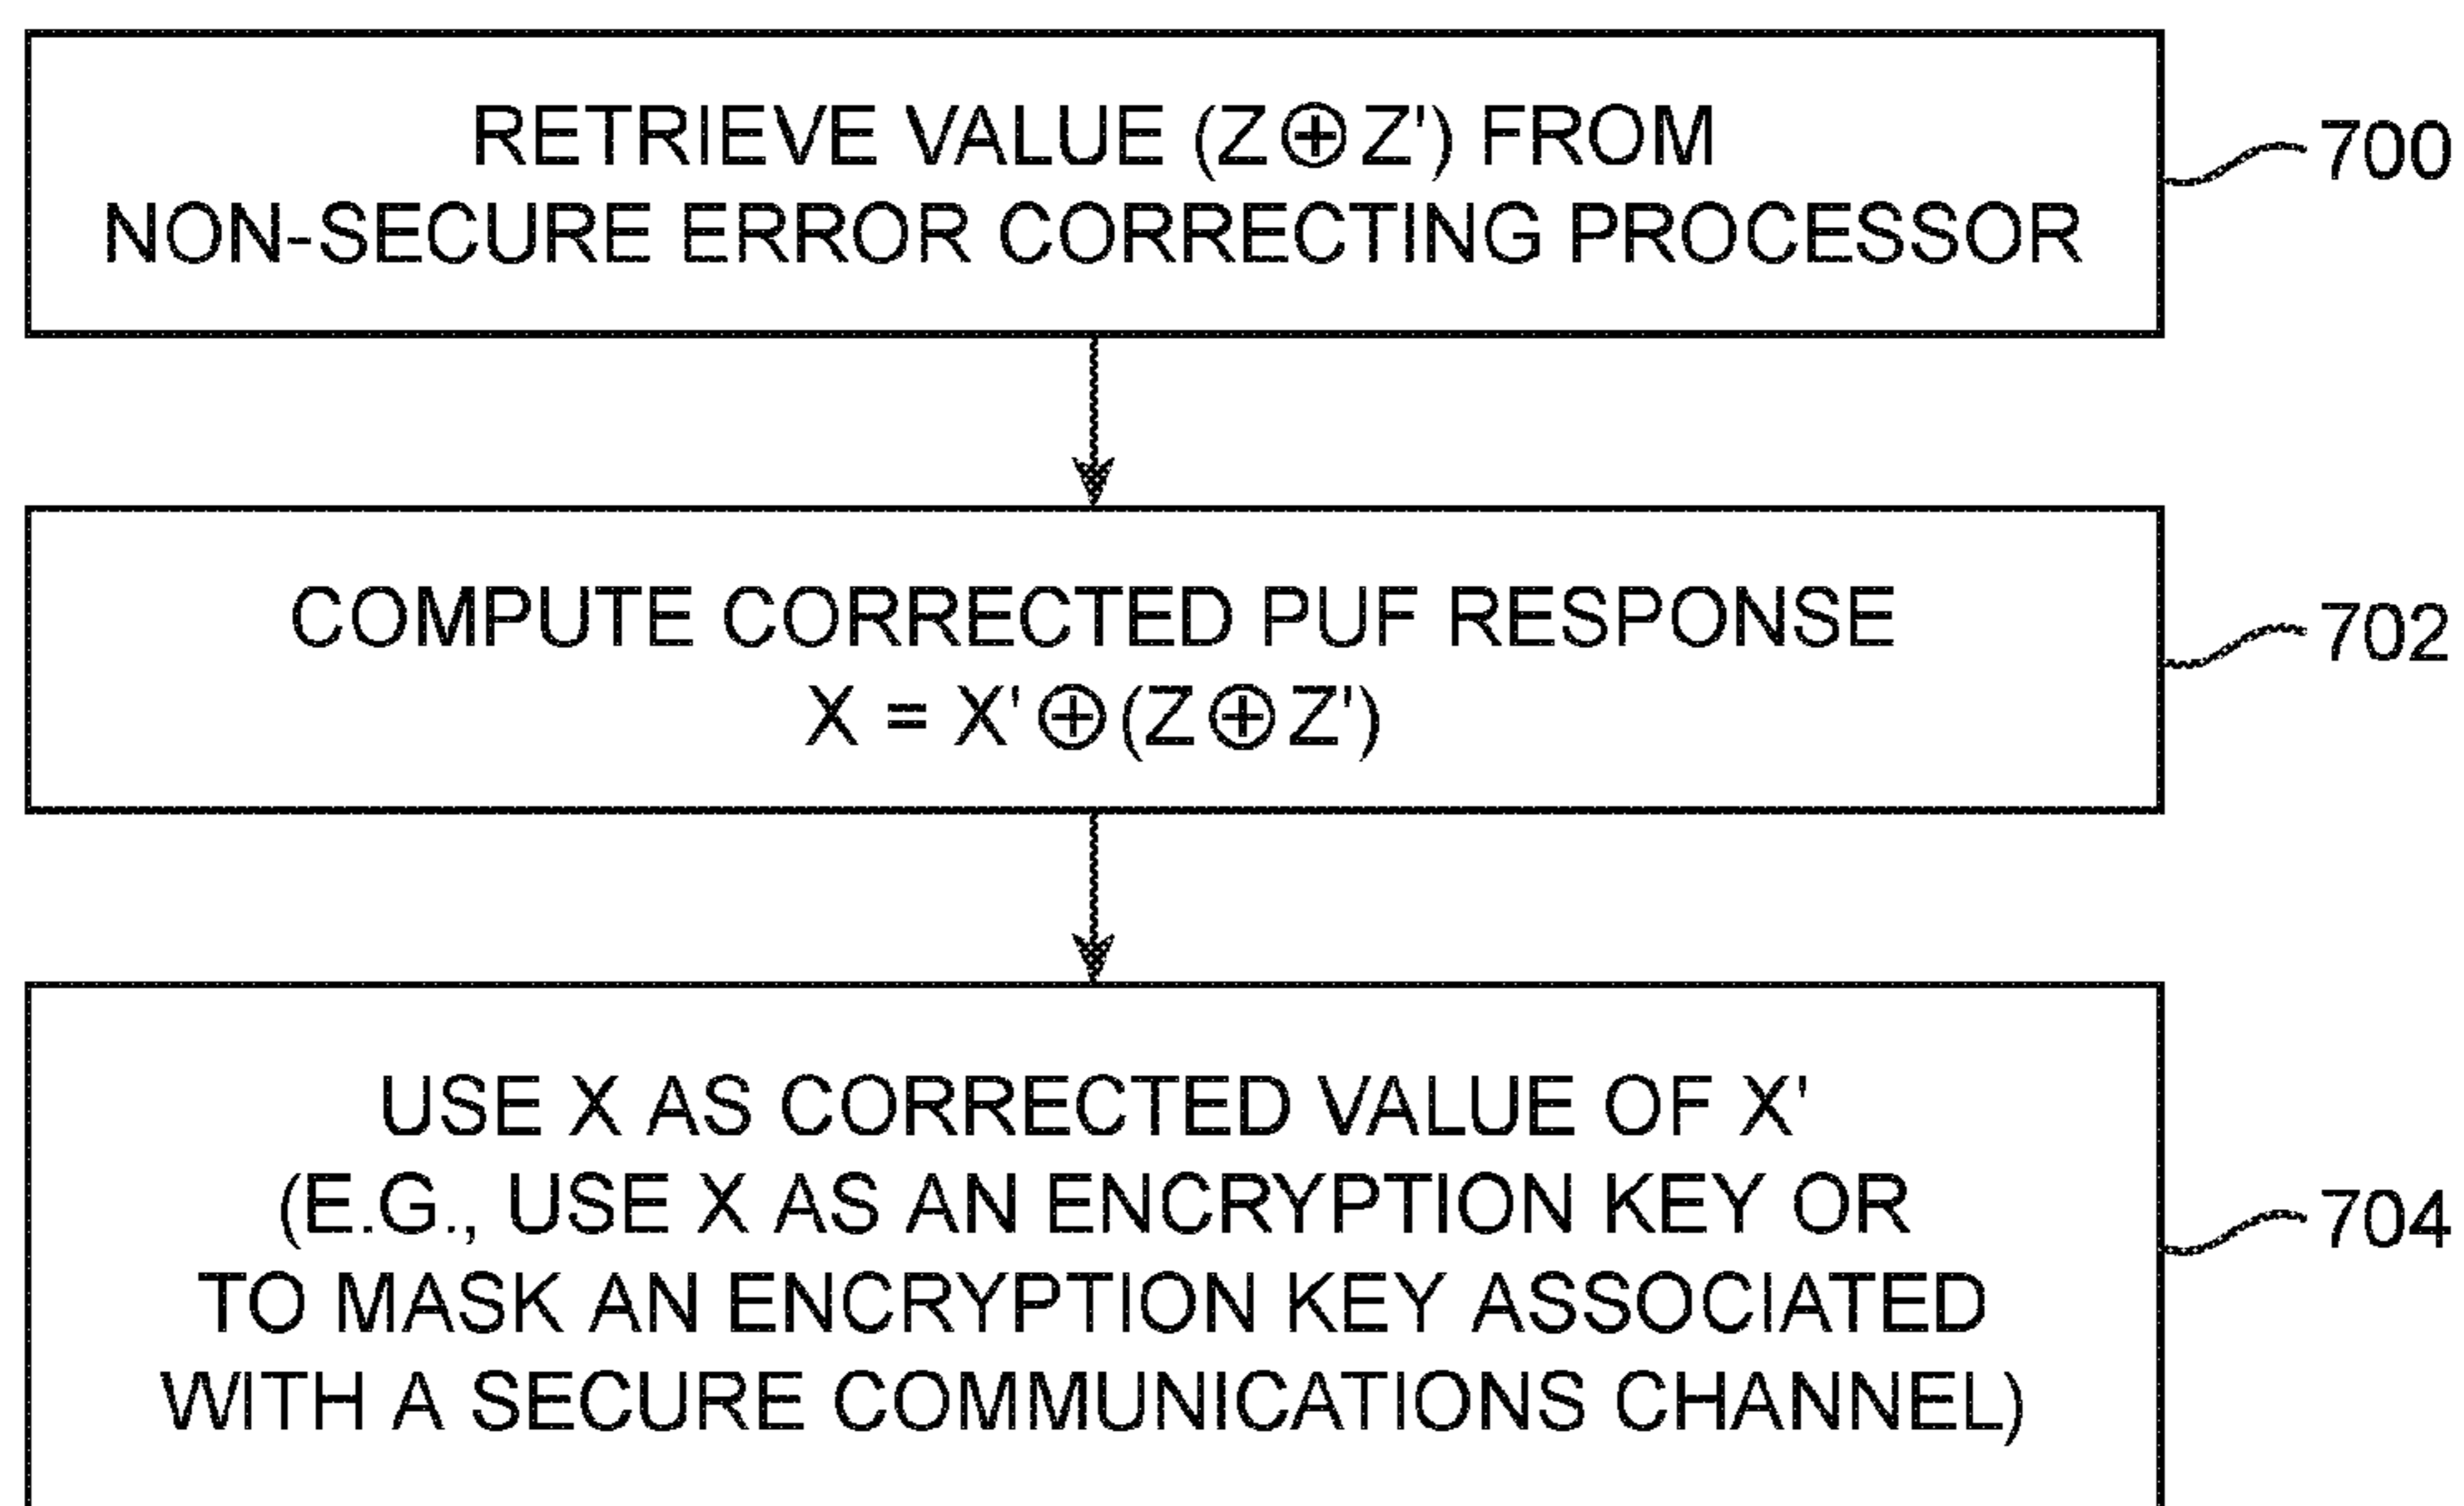 RETRIEVE VALUE (Z⊕Z') FROM
NON-SECURE ERROR CORRECTING PROCESSOR
700
COMPUTE CORRECTED PUF RESPONSE
X = X'⊕(Z⊕Z')
702
USE X AS CORRECTED VALUE OF X'
(E.G., USE X AS AN ENCRYPTION KEY OR
TO MASK AN ENCRYPTION KEY ASSOCIATED
WITH A SECURE COMMUNICATIONS CHANNEL)
704